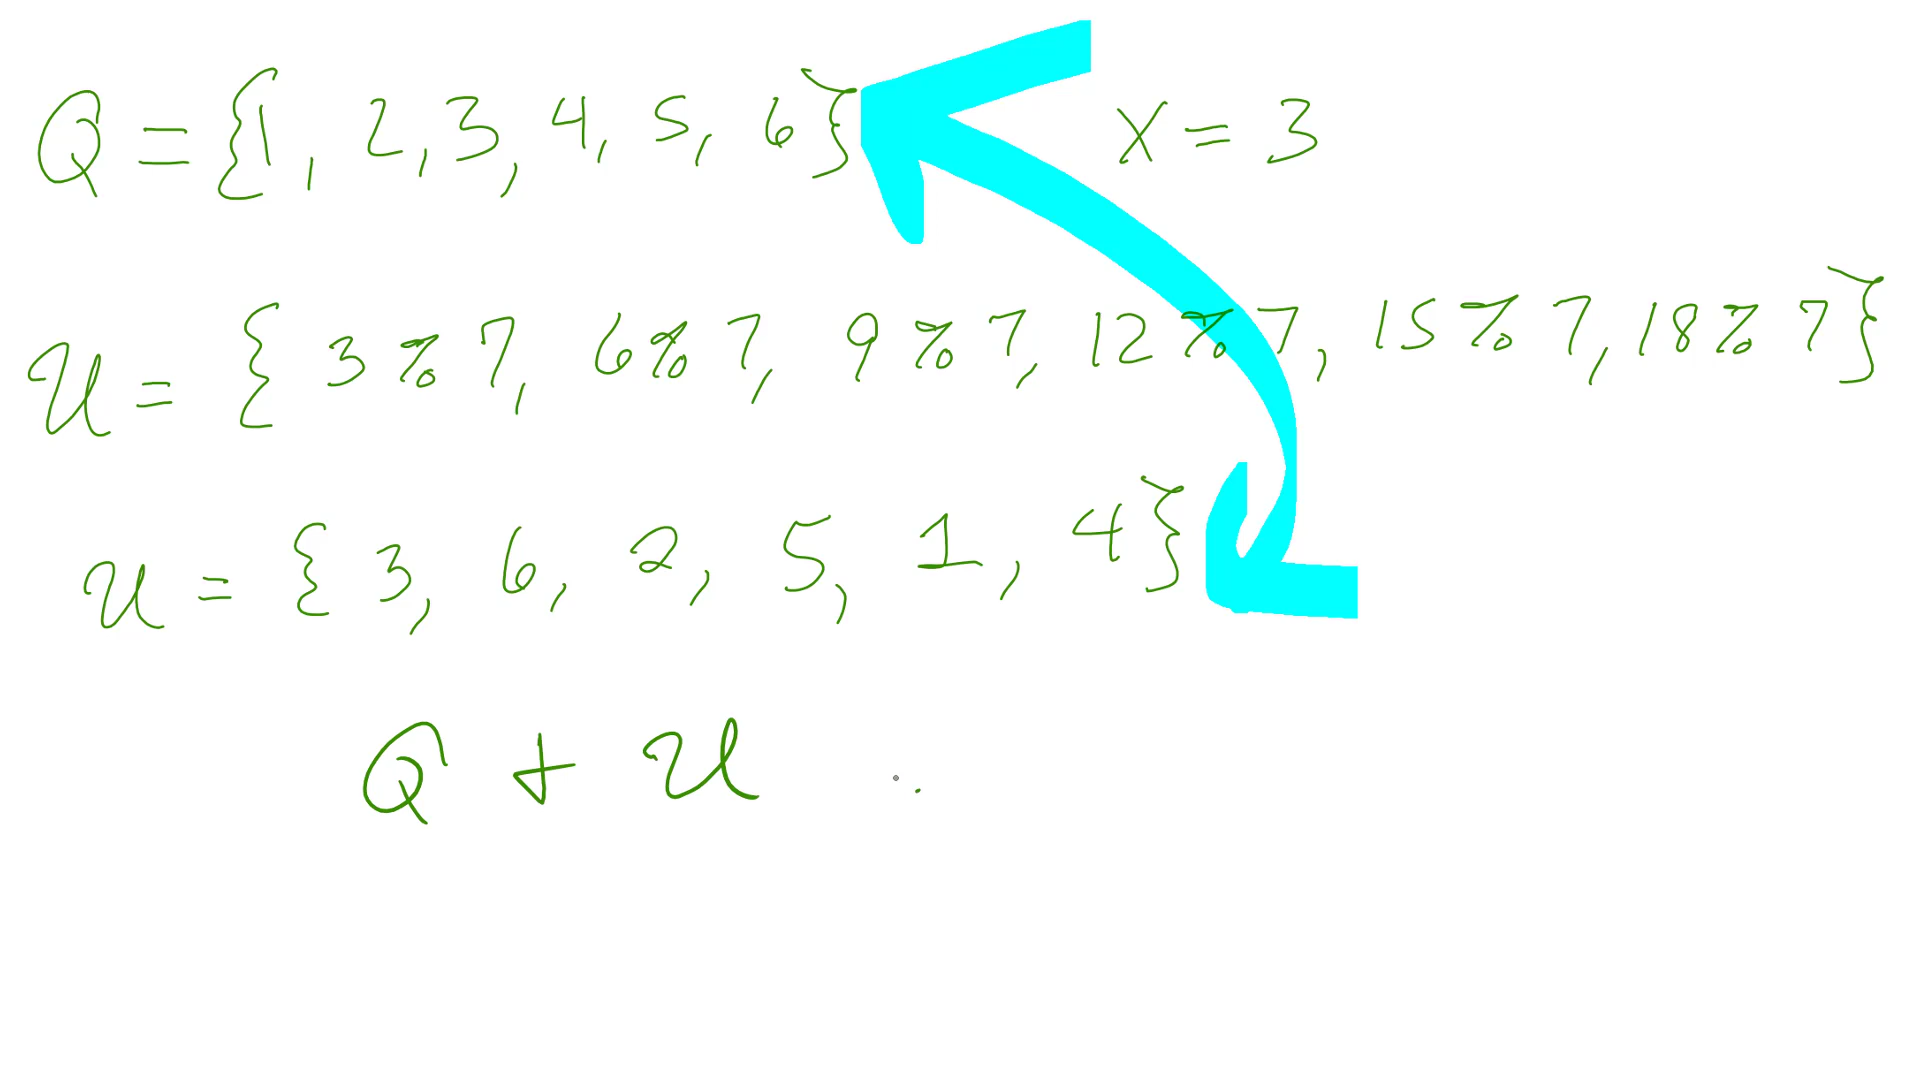 Q = {1, 2, 3, 4, 5, 6} x = 3
U = {3%7, 6%7, 9%7, 12%7, 15%7, 18%7}
U = {3, 6, 2, 5, 1, 4}
Q + U .